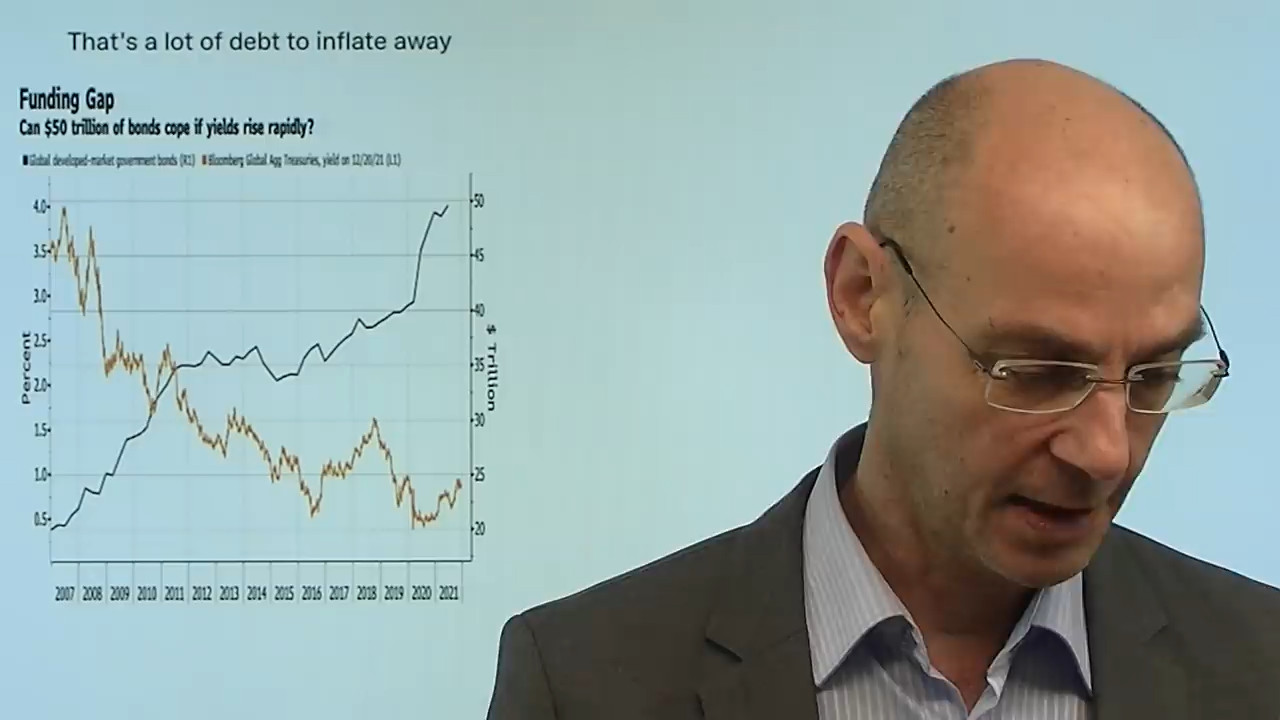 That's a lot of debt to inflate away
Funding Gap
Can $50 trillion of bonds cope if yields rise rapidly?
Global developed-market government bonds (R1) Bloomberg Global Agg Treasuries, yield on 12/20/21 (L1)
4.0
3.5
3.0
2.5
2.0
1.5
1.0
0.5
Percent
50
45
40
35
30
25
20
$ Trillion
2007 2008 2009 2010 2011 2012 2013 2014 2015 2016 2017 2018 2019 2020 2021